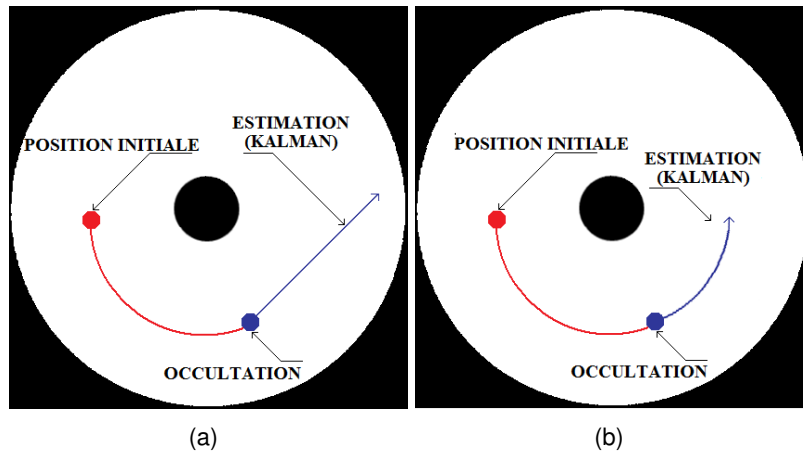 POSITION INITIALE
ESTIMATION
(KALMAN)
OCCULTATION
(a)
POSITION INITIALE
ESTIMATION
(KALMAN)
OCCULTATION
(b)